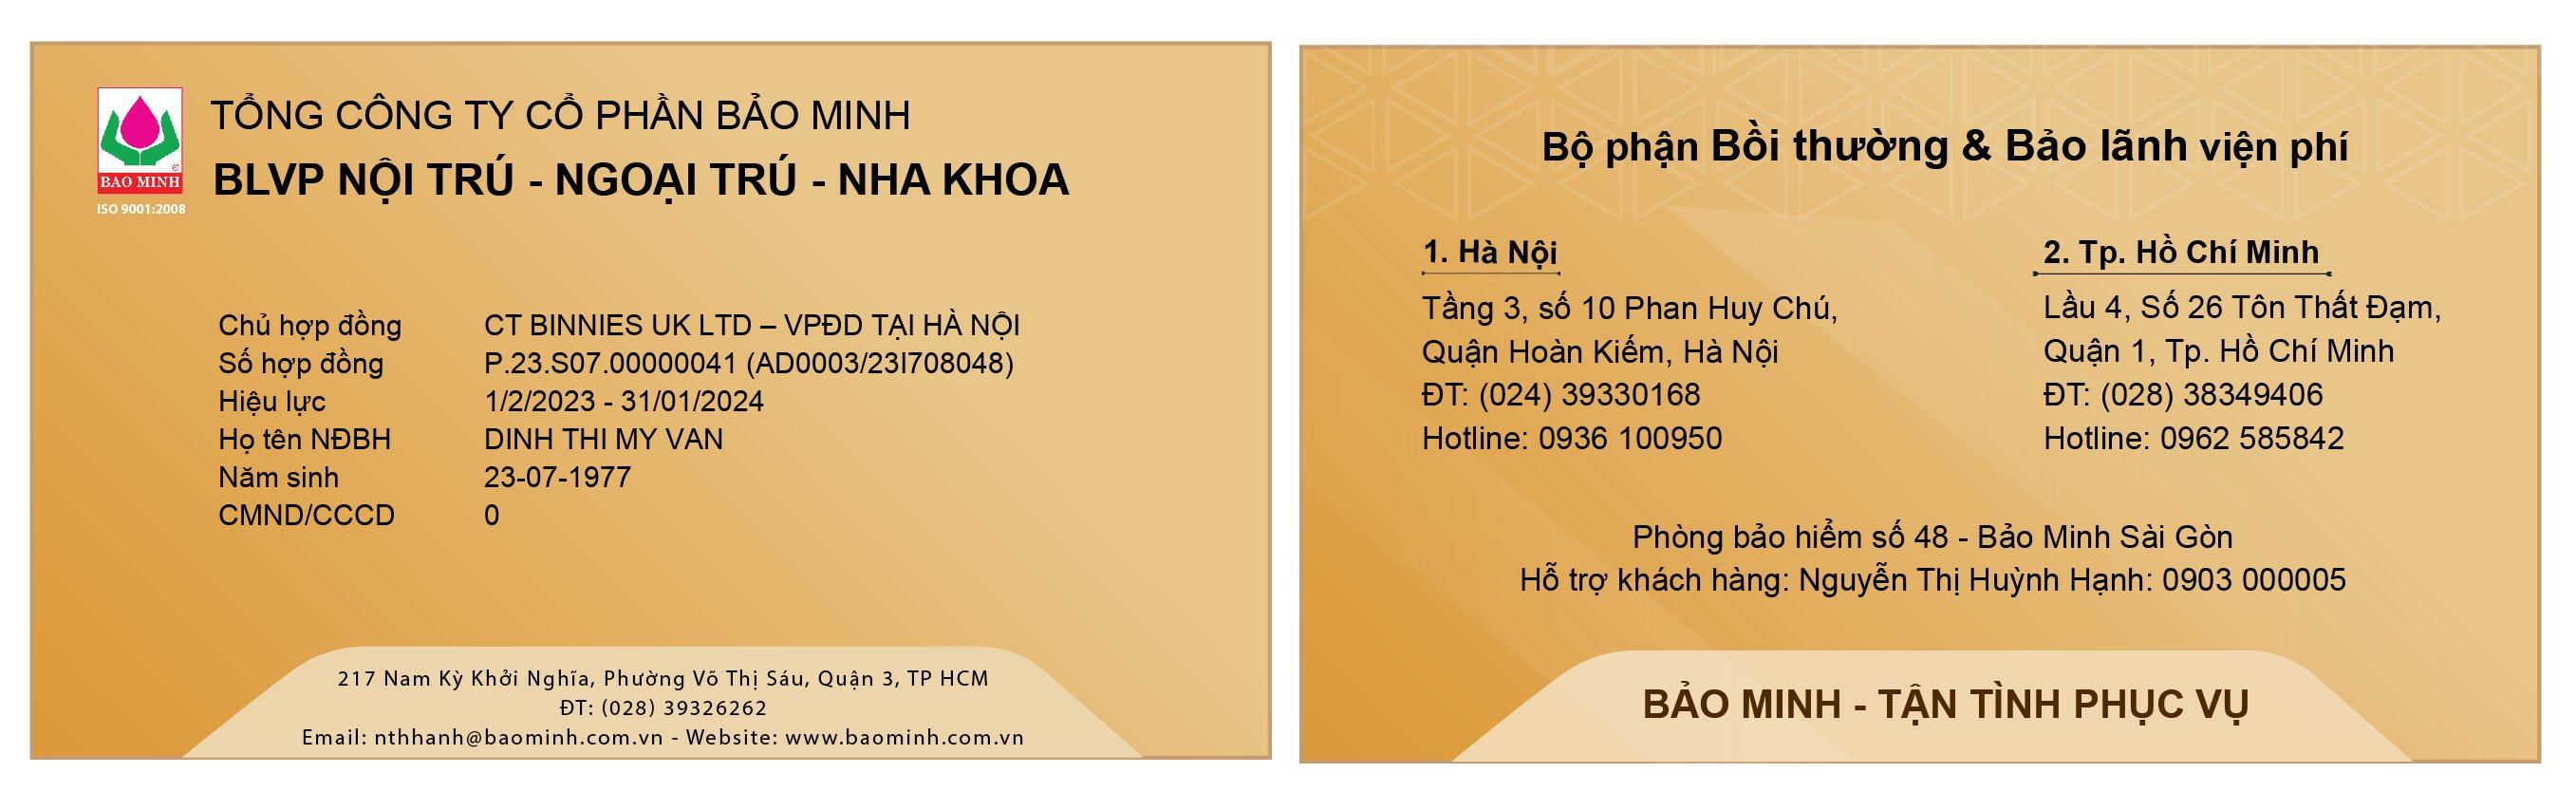 BAO MINH
ISO 9001:2008
TỔNG CÔNG TY CỔ PHẦN BẢO MINH
BLVP NỘI TRÚ - NGOẠI TRÚ - NHA KHOA
Chủ hợp đồng CT BINNIES UK LTD – VPĐD TẠI HÀ NỘI
Số hợp đồng P.23.S07.00000041 (AD0003/23I708048)
Hiệu lực 1/2/2023 - 31/01/2024
Họ tên NĐBH DINH THI MY VAN
Năm sinh 23-07-1977
CMND/CCCD 0
217 Nam Kỳ Khởi Nghĩa, Phường Võ Thị Sáu, Quận 3, TP HCM
ĐT: (028) 39326262
Email: nthhanh@baominh.com.vn - Website: www.baominh.com.vn
Bộ phận Bồi thường & Bảo lãnh viện phí
1. Hà Nội
Tầng 3, số 10 Phan Huy Chú,
Quận Hoàn Kiếm, Hà Nội
ĐT: (024) 39330168
Hotline: 0936 100950
2. Tp. Hồ Chí Minh
Lầu 4, Số 26 Tôn Thất Đạm,
Quận 1, Tp. Hồ Chí Minh
ĐT: (028) 38349406
Hotline: 0962 585842
Phòng bảo hiểm số 48 - Bảo Minh Sài Gòn
Hỗ trợ khách hàng: Nguyễn Thị Huỳnh Hạnh: 0903 000005
BẢO MINH - TẬN TÌNH PHỤC VỤ